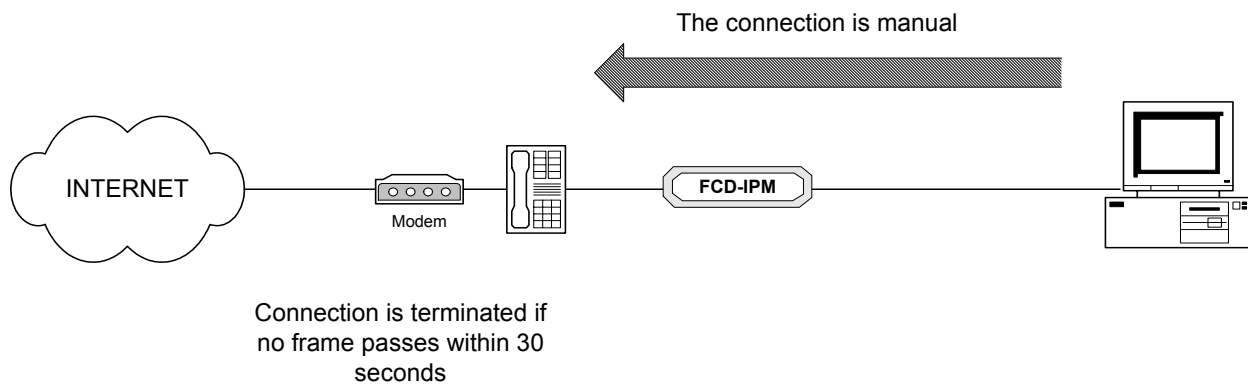 The connection is manual
INTERNET
Modem
FCD-IPM
Connection is terminated if
no frame passes within 30
seconds